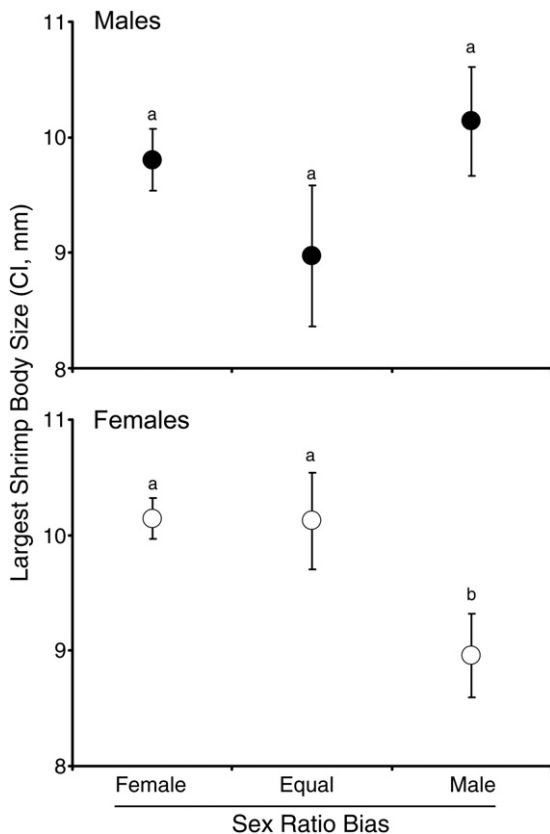 Largest Shrimp Body Size (Cl, mm)
Males
11
10
9
8
a
a
a
Females
11
10
9
8
a
a
b
Female Equal Male
Sex Ratio Bias